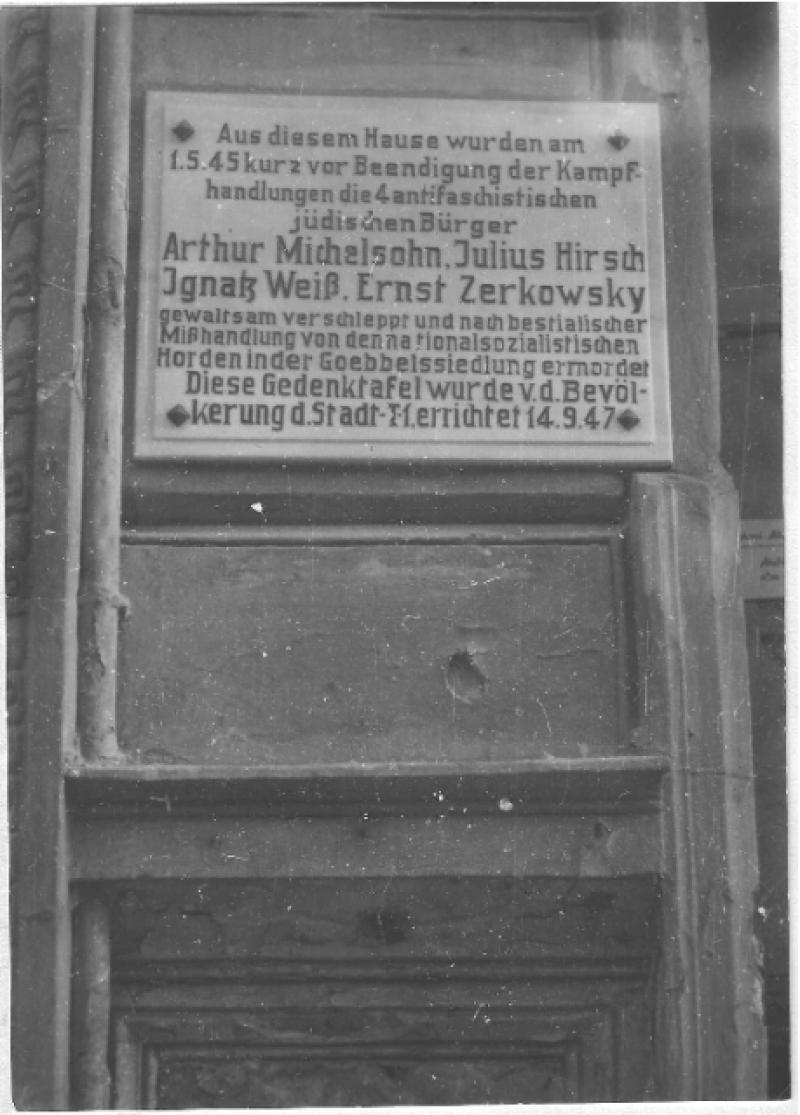 Aus diesem Hause wurden am
1.5.45 kurz vor Beendigung der Kampf-
handlungen die 4 antifaschistischen
jüdischen Bürger
Arthur Michelsohn, Julius Hirsch
Jgnatz Weiß, Ernst Zerkowsky
gewaltsam verschleppt und nach bestialischer
Mißhandlung von den nationalsozialistischen
Horden in der Goebbelssiedlung ermordet
Diese Gedenktafel wurde v.d. Bevöl-
kerung d. Stadt-T-1. errichtet 14.9.47